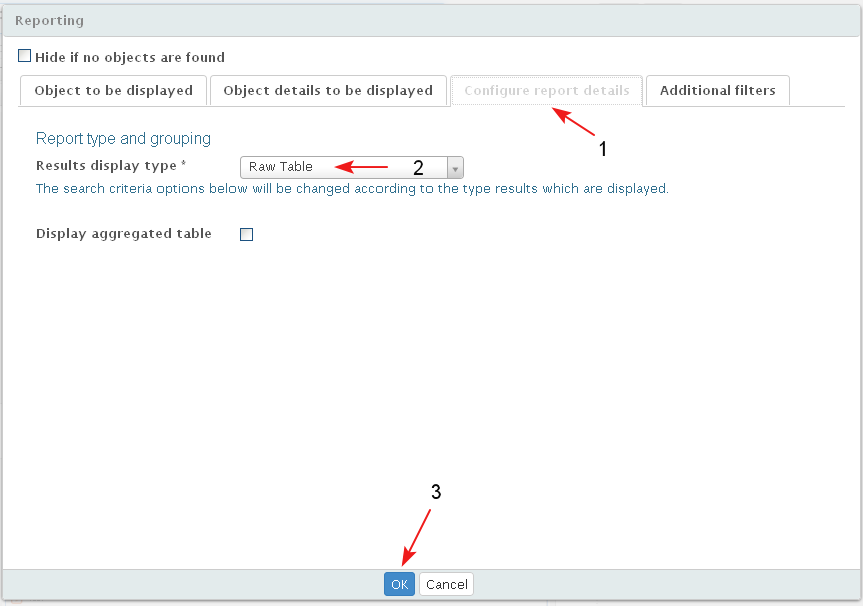 Reporting
Hide if no objects are found
Object to be displayed Object details to be displayed Configure report details Additional filters
1
Report type and grouping
Results display type * Raw Table 2
The search criteria options below will be changed according to the type results which are displayed.
Display aggregated table
3
OK Cancel